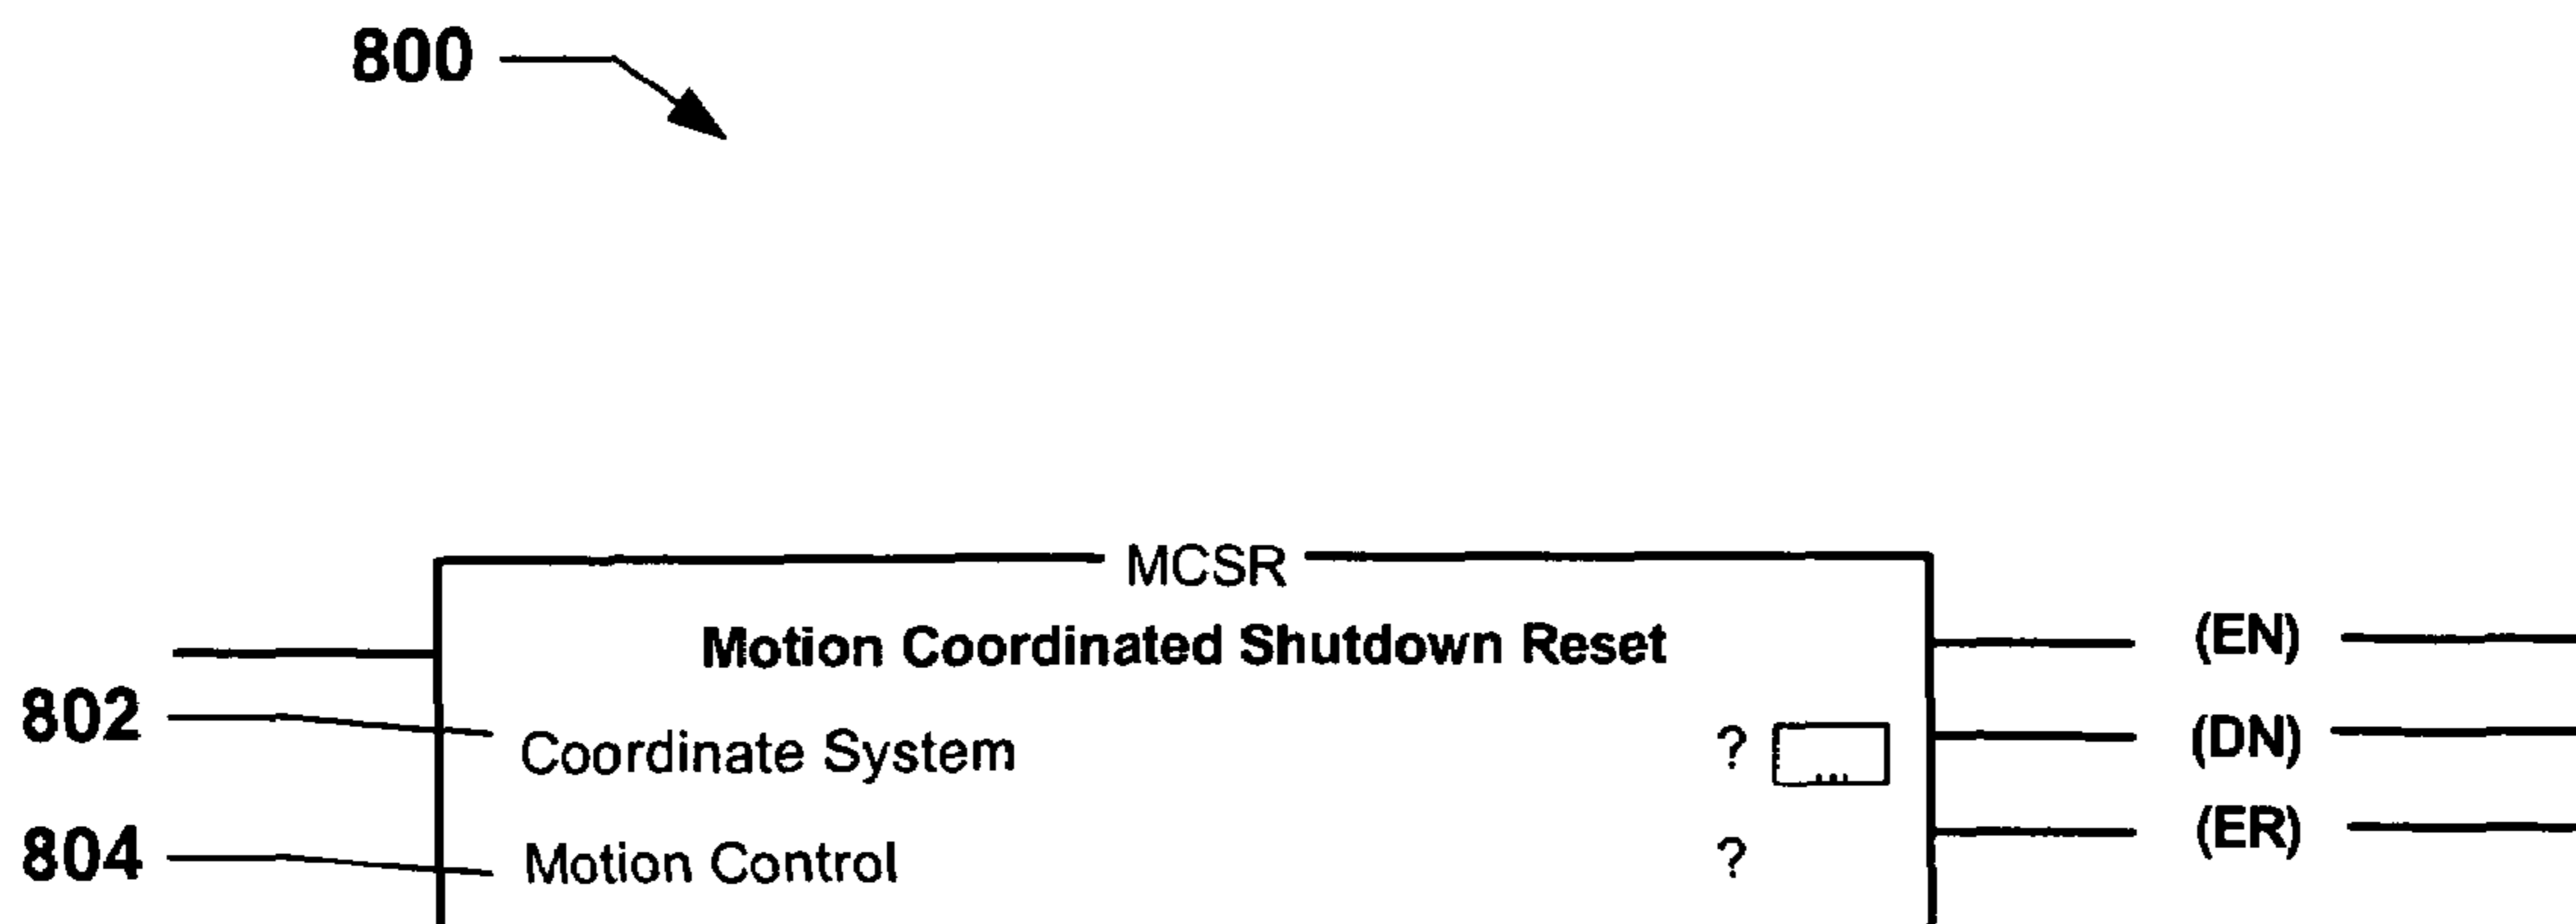 800
MCSR
Motion Coordinated Shutdown Reset (EN)
802 Coordinate System ? ... (DN)
804 Motion Control ? (ER)